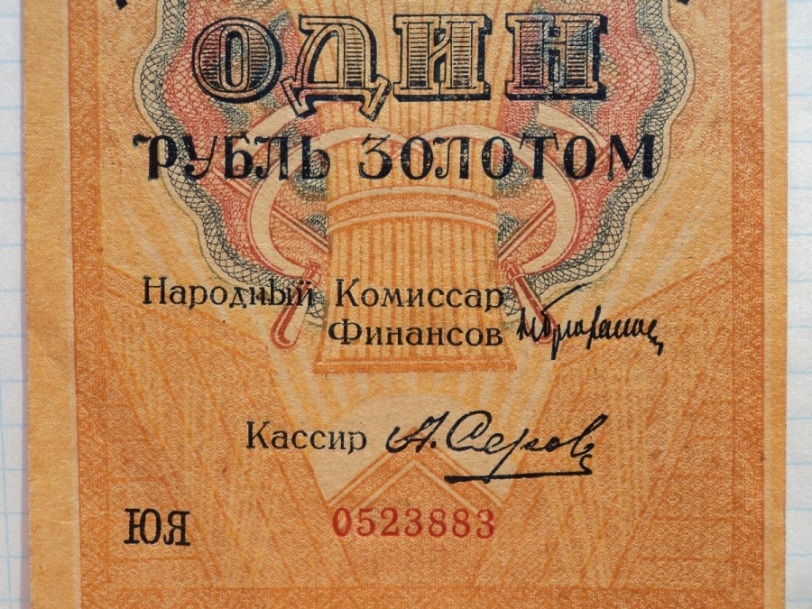 ОДИН
РУБЛЬ ЗОЛОТОМ
Народный Комиссар
Финансов
Кассир А. Серов
ЮЯ 0523883